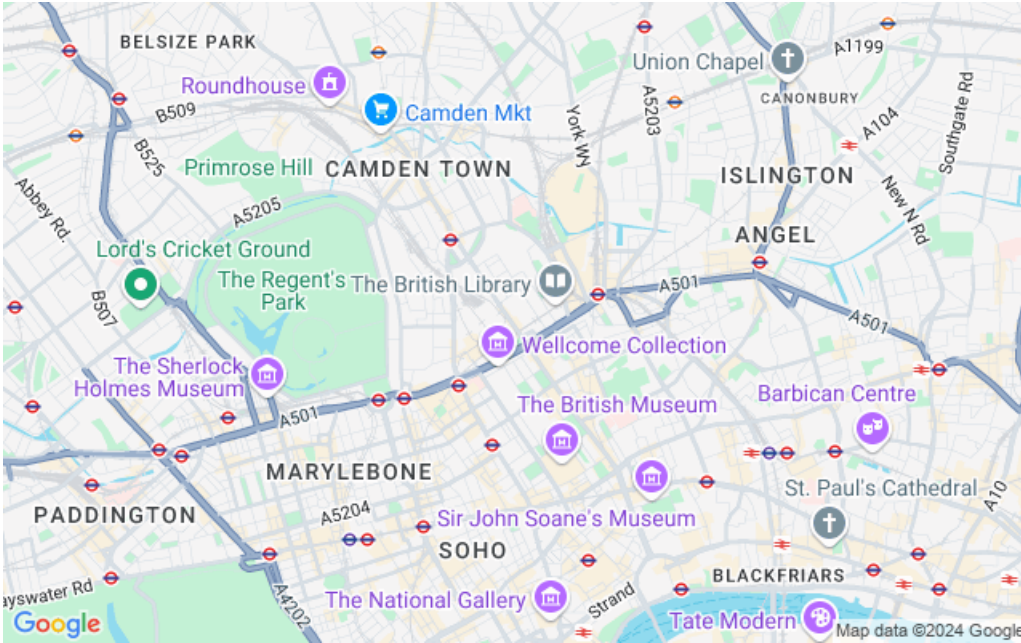 BELSIZE PARK
A1199
Union Chapel
Roundhouse
CANONBURY
B509
Camden Mkt
A5203
York WN
A104
Southgate Rd
B525
Primrose Hill
CAMDEN TOWN
ISLINGTON
New N Rd
Abbey Rd.
A5205
ANGEL
Lord's Cricket Ground
The Regent's
Park
The British Library
A501
B507
A501
The Sherlock
Holmes Museum
Wellcome Collection
Barbican Centre
The British Museum
A501
MARYLEBONE
St. Paul's Cathedral
A10
PADDINGTON
A5204
Sir John Soane's Museum
SOHO
BLACKFRIARS
ayswater Rd
A4202
The National Gallery
Strand
Tate Modern
Google
Map data ©2024 Google